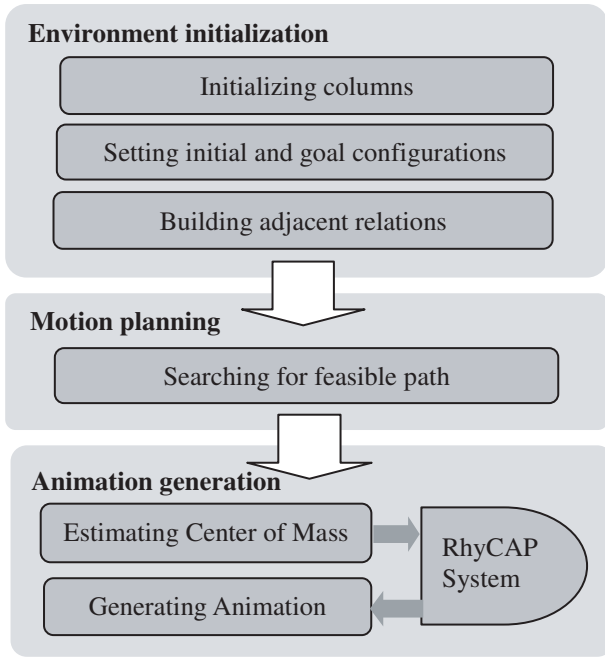 Environment initialization
Initializing columns
Setting initial and goal configurations
Building adjacent relations
Motion planning
Searching for feasible path
Animation generation
Estimating Center of Mass
RhyCAP
System
Generating Animation